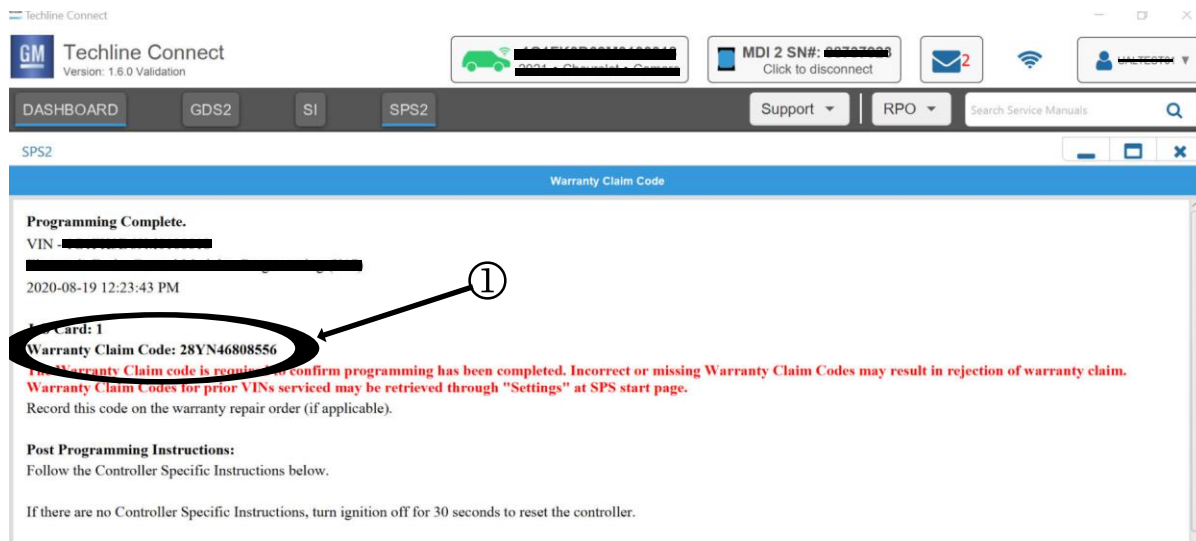 Techline Connect
GM Techline Connect
Version: 1.6.0 Validation
2021 • Chevrolet • Camaro
MDI 2 SN#:
Click to disconnect
2
DASHBOARD GDS2 SI SPS2 Support RPO Search Service Manuals
SPS2
Warranty Claim Code
Programming Complete.
VIN -
2020-08-19 12:23:43 PM
1
Card: 1
Warranty Claim Code: 28YN46808556
The Warranty Claim code is required to confirm programming has been completed. Incorrect or missing Warranty Claim Codes may result in rejection of warranty claim.
Warranty Claim Codes for prior VINs serviced may be retrieved through "Settings" at SPS start page.
Record this code on the warranty repair order (if applicable).
Post Programming Instructions:
Follow the Controller Specific Instructions below.
If there are no Controller Specific Instructions, turn ignition off for 30 seconds to reset the controller.